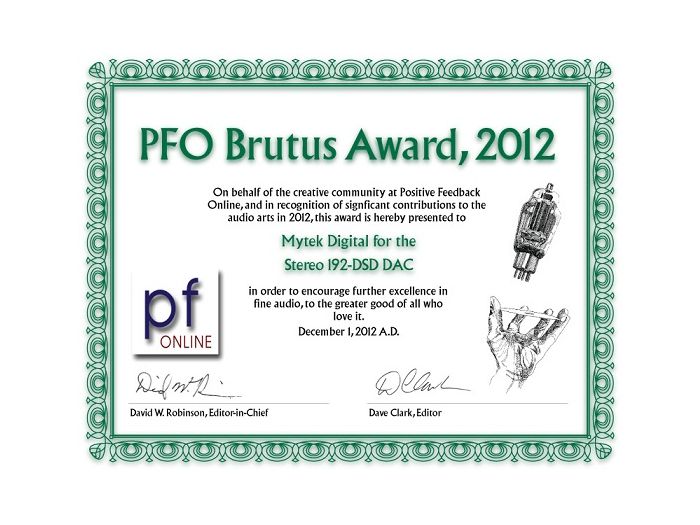 PFO Brutus Award, 2012
On behalf of the creative community at Positive Feedback
Online, and in recognition of signficant contributions to the
audio arts in 2012, this award is hereby presented to
Mytek Digital for the
Stereo 192-DSD DAC
in order to encourage further excellence in
fine audio, to the greater good of all who
love it.
December 1, 2012 A.D.
pf
ONLINE
David W. Robinson, Editor-in-Chief
Dave Clark, Editor